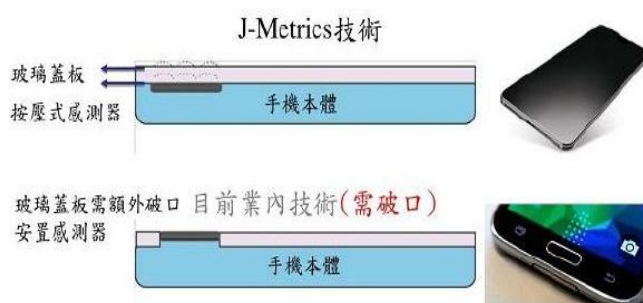 J-Metrics技術
玻璃蓋板
按壓式感測器
手機本體
玻璃蓋板需額外破口
安置感測器
目前業內技術(需破口)
手機本體